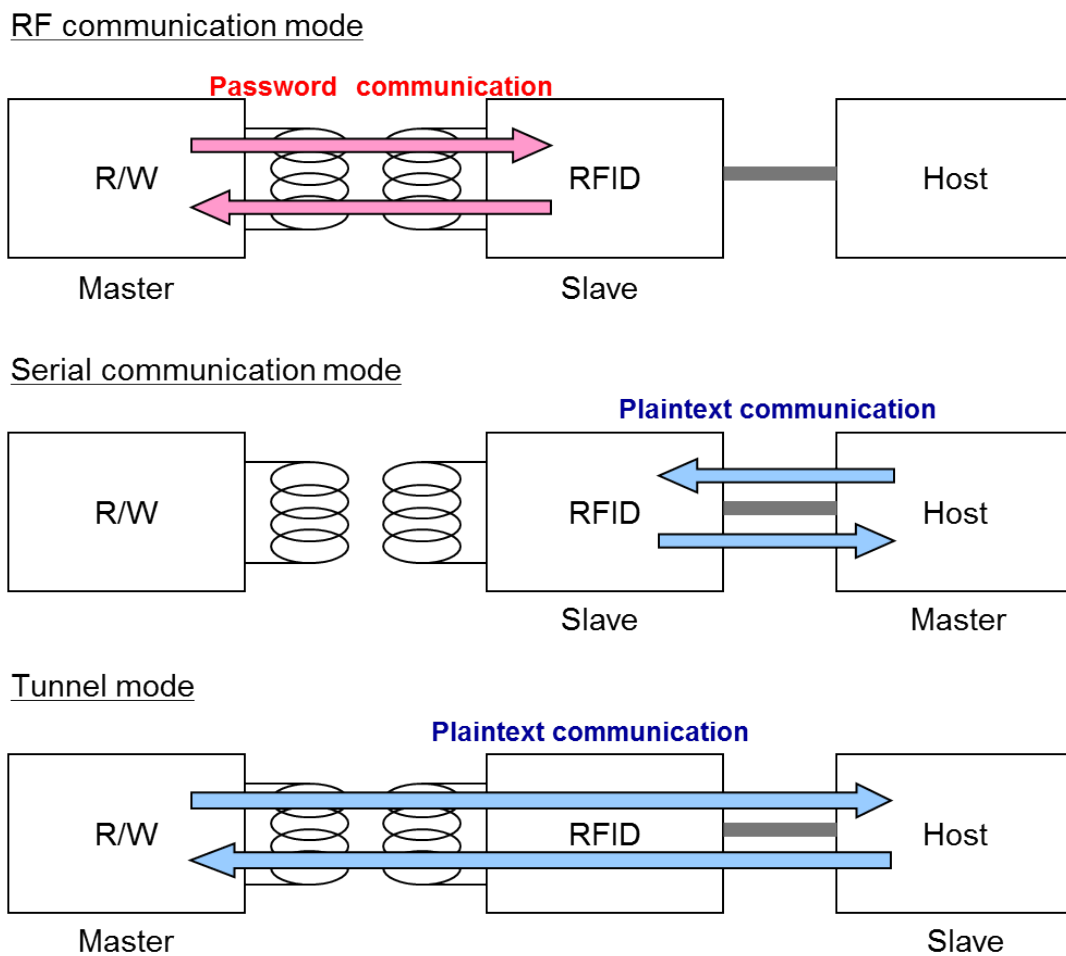 RF communication mode
Password communication
R/W RFID Host
Master Slave
Serial communication mode
Plaintext communication
R/W RFID Host
Slave Master
Tunnel mode
Plaintext communication
R/W RFID Host
Master Slave